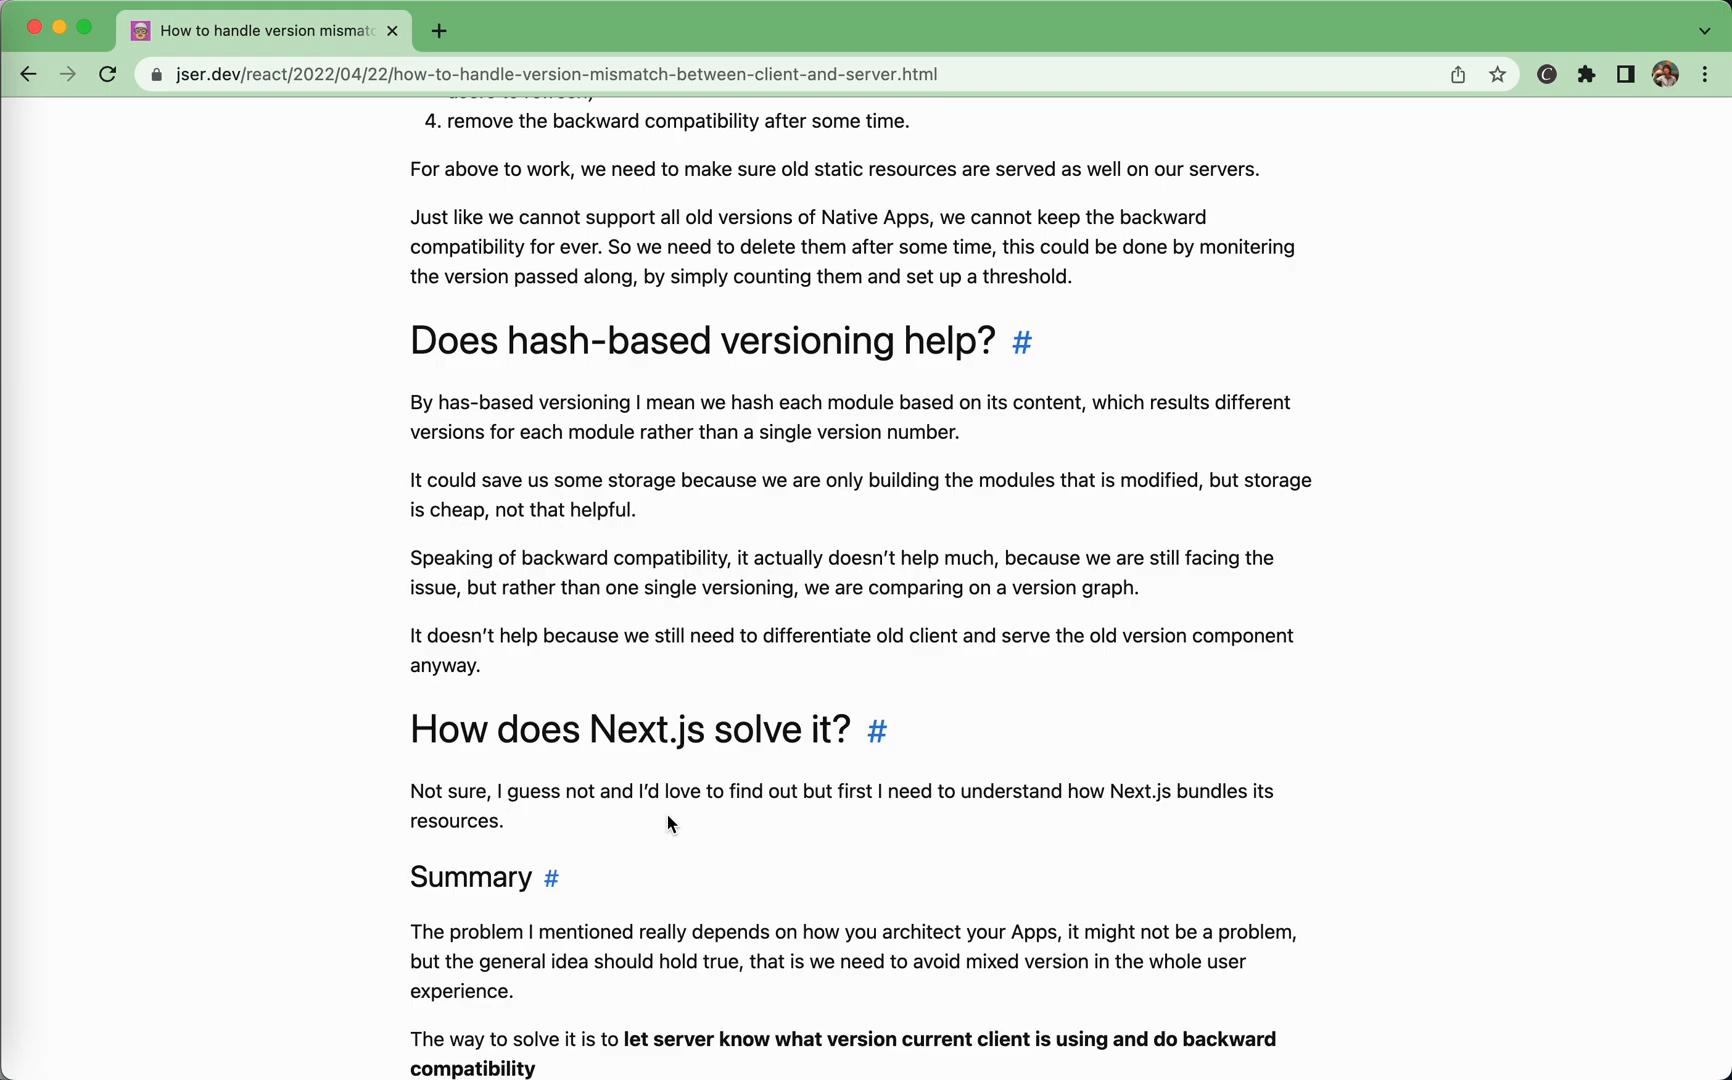 How to handle version mismatc
jser.dev/react/2022/04/22/how-to-handle-version-mismatch-between-client-and-server.html
4. remove the backward compatibility after some time.
For above to work, we need to make sure old static resources are served as well on our servers.
Just like we cannot support all old versions of Native Apps, we cannot keep the backward
compatibility for ever. So we need to delete them after some time, this could be done by monitering
the version passed along, by simply counting them and set up a threshold.
Does hash-based versioning help? #
By has-based versioning I mean we hash each module based on its content, which results different
versions for each module rather than a single version number.
It could save us some storage because we are only building the modules that is modified, but storage
is cheap, not that helpful.
Speaking of backward compatibility, it actually doesn’t help much, because we are still facing the
issue, but rather than one single versioning, we are comparing on a version graph.
It doesn’t help because we still need to differentiate old client and serve the old version component
anyway.
How does Next.js solve it? #
Not sure, I guess not and I’d love to find out but first I need to understand how Next.js bundles its
resources.
Summary #
The problem I mentioned really depends on how you architect your Apps, it might not be a problem,
but the general idea should hold true, that is we need to avoid mixed version in the whole user
experience.
The way to solve it is to let server know what version current client is using and do backward
compatibility